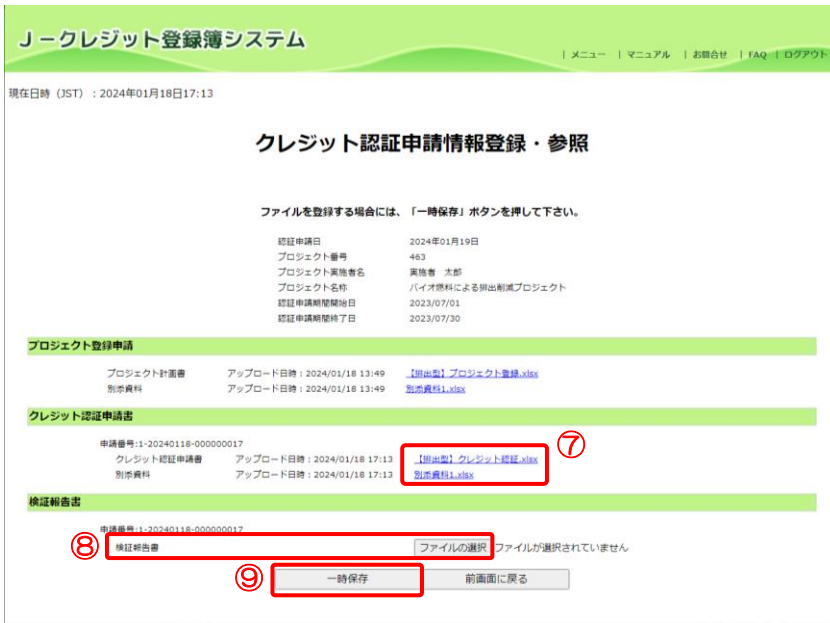 Jークレジット登録簿システム
| メニュー | マニュアル | お問合せ | FAQ | ログアウト
現在日時（JST）：2024年01月18日17:13
クレジット認証申請情報登録・参照
ファイルを登録する場合には、「一時保存」ボタンを押して下さい。
認証申請日 2024年01月19日
プロジェクト番号 463
プロジェクト実施者名 実施者 太郎
プロジェクト名称 バイオ燃料による排出削減プロジェクト
認証申請期間開始日 2023/07/01
認証申請期間終了日 2023/07/30
プロジェクト登録申請
プロジェクト計画書 アップロード日時：2024/01/18 13:49 【排出型】プロジェクト登録.xlsx
別添資料 アップロード日時：2024/01/18 13:49 別添資料1.xlsx
クレジット認証申請書
⑦
申請番号:1-20240118-000000017
クレジット認証申請書 アップロード日時：2024/01/18 17:13 【排出型】クレジット認証.xlsx
別添資料 アップロード日時：2024/01/18 17:13 別添資料1.xlsx
検証報告書
申請番号:1-20240118-000000017
⑧ 検証報告書 ファイルの選択 ファイルが選択されていません
⑨ 一時保存 前画面に戻る